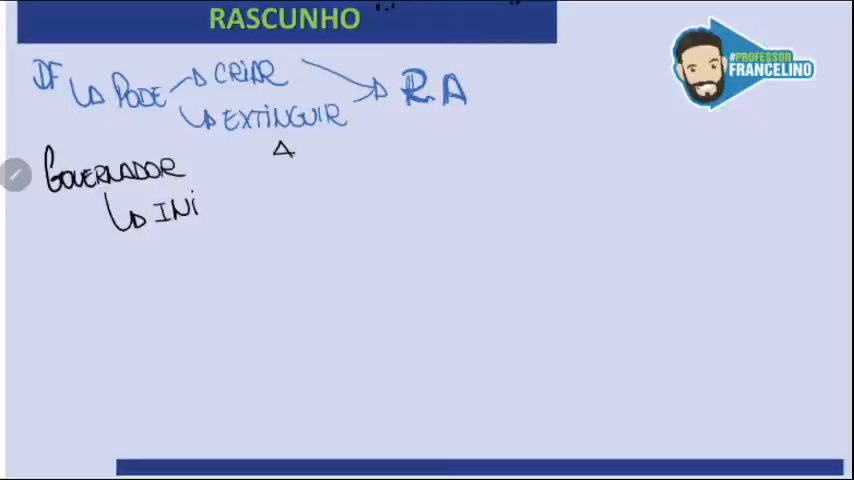 RASCUNHO
#PROFESSOR
FRANCELINO
DF PODE CRIAR R.A
EXTINGUIR
GOVERNADOR
INi